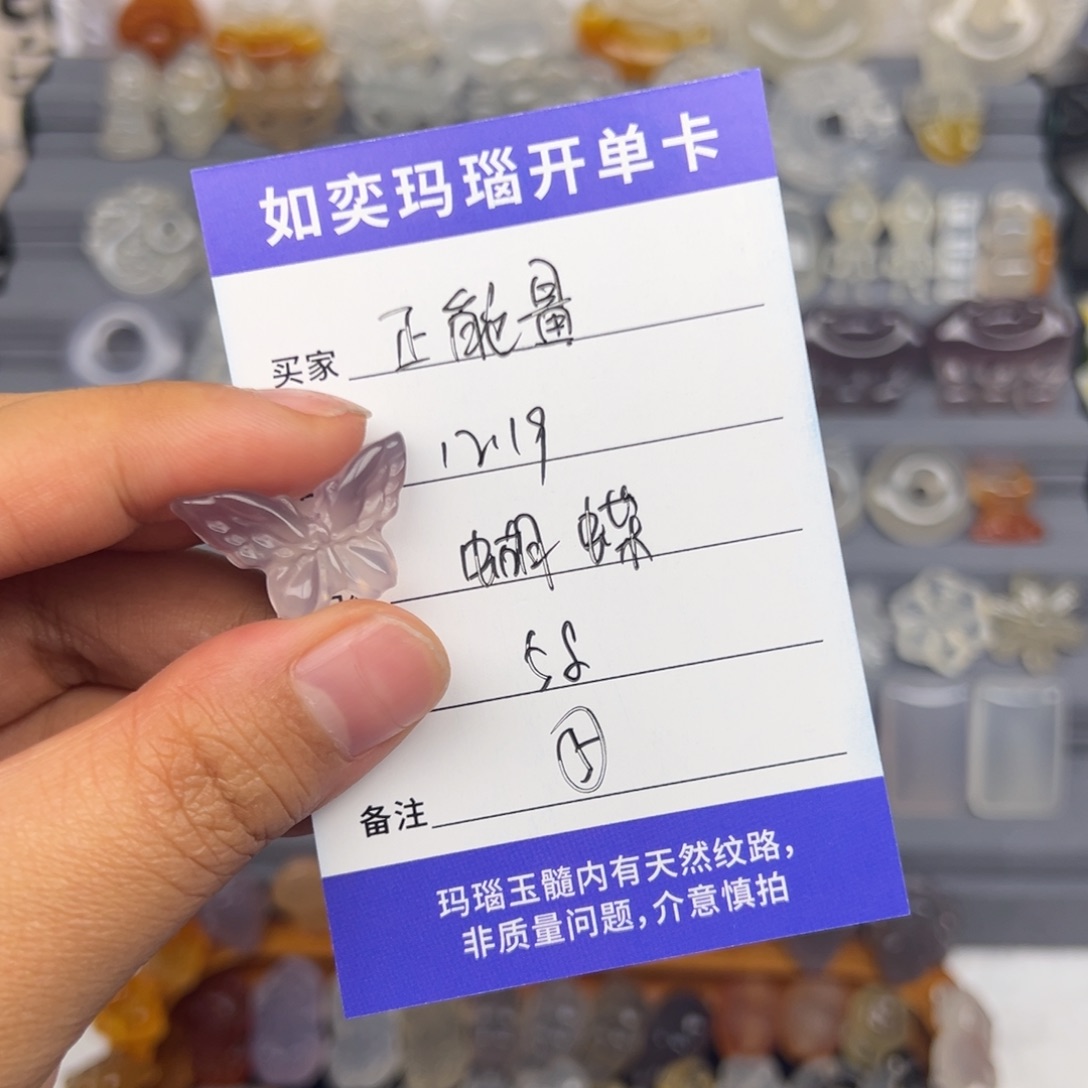 如奕玛瑙开单卡
买家 正能量
12.19
蝴蝶
58
备注
玛瑙玉髓内有天然纹路，
非质量问题，介意慎拍